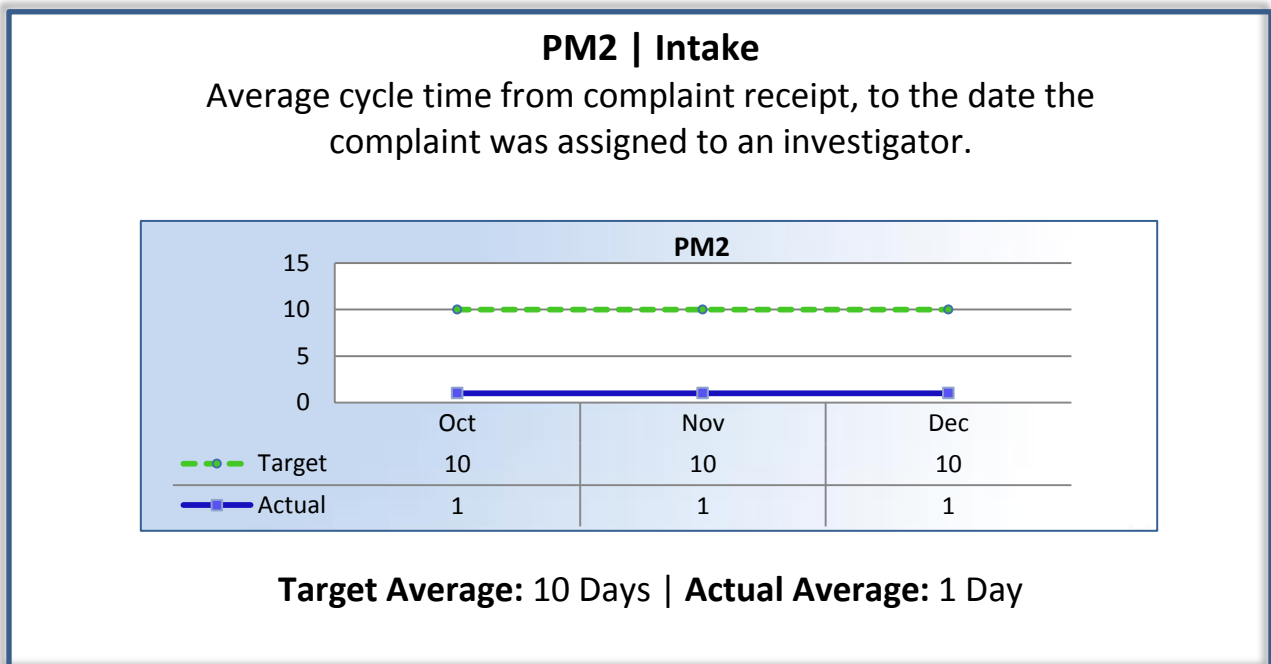 PM2 | Intake
Average cycle time from complaint receipt, to the date the
complaint was assigned to an investigator.
PM2
15
10
5
0
Oct Nov Dec
Target 10 10 10
Actual 1 1 1
Target Average: 10 Days | Actual Average: 1 Day